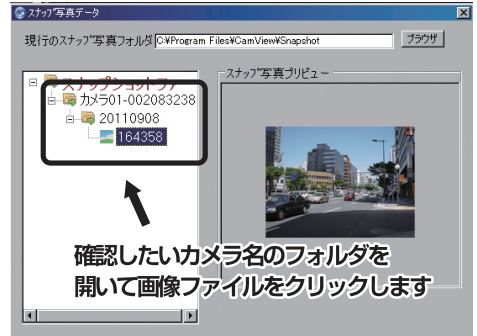 スナップ写真データ
現行のスナップ写真フォルダ C:¥Program Files¥CamView¥Snapshot ブラウザ
スナップ写真プレビュー
スナップショットファ
カメラ01-002083238
20110908
164358
確認したいカメラ名のフォルダを
開いて画像ファイルをクリックします